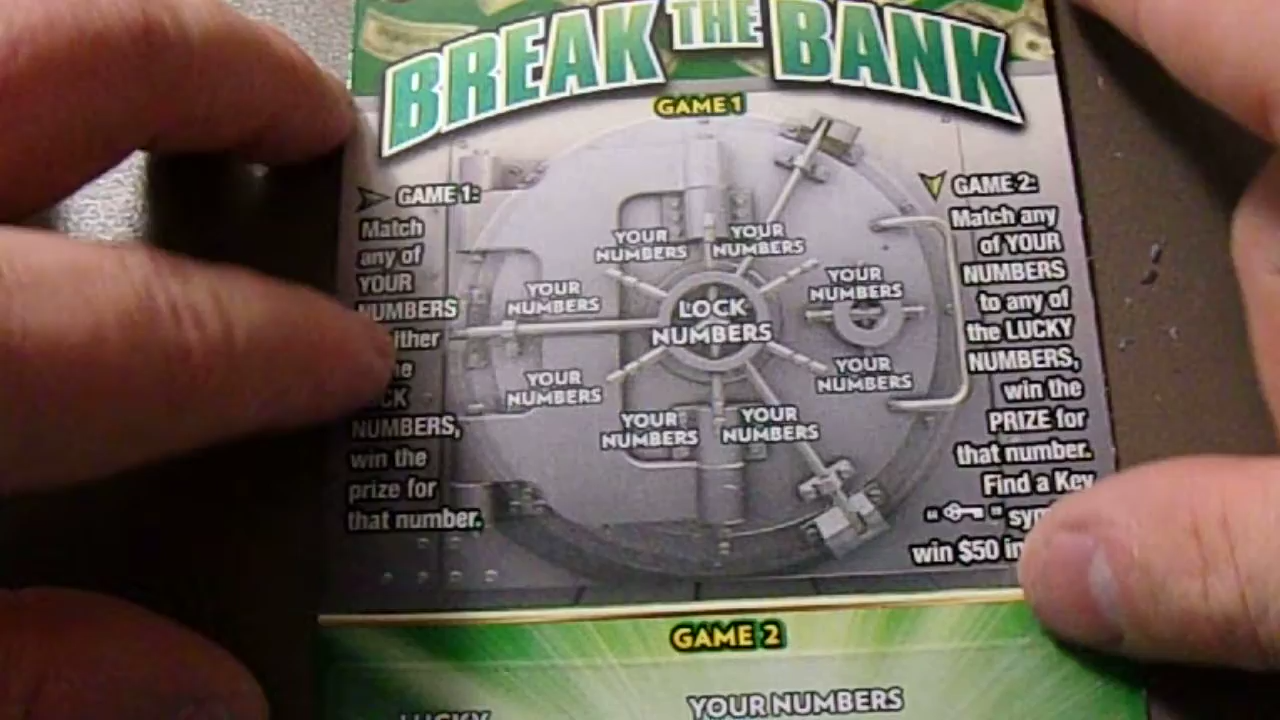 BREAK THE BANK
GAME 1
GAME 1:
Match
any of
YOUR
NUMBERS
NUMBERS,
win the
prize for
that number.
YOUR
NUMBERS
YOUR
NUMBERS
YOUR
NUMBERS
YOUR
NUMBERS
LOCK
NUMBERS
YOUR
NUMBERS
YOUR
NUMBERS
YOUR
NUMBERS
YOUR
NUMBERS
GAME 2:
Match any
of YOUR
NUMBERS
to any of
the LUCKY
NUMBERS,
win the
PRIZE for
that number.
Find a Key
" "
win $50
GAME 2
YOUR NUMBERS
LUCKY